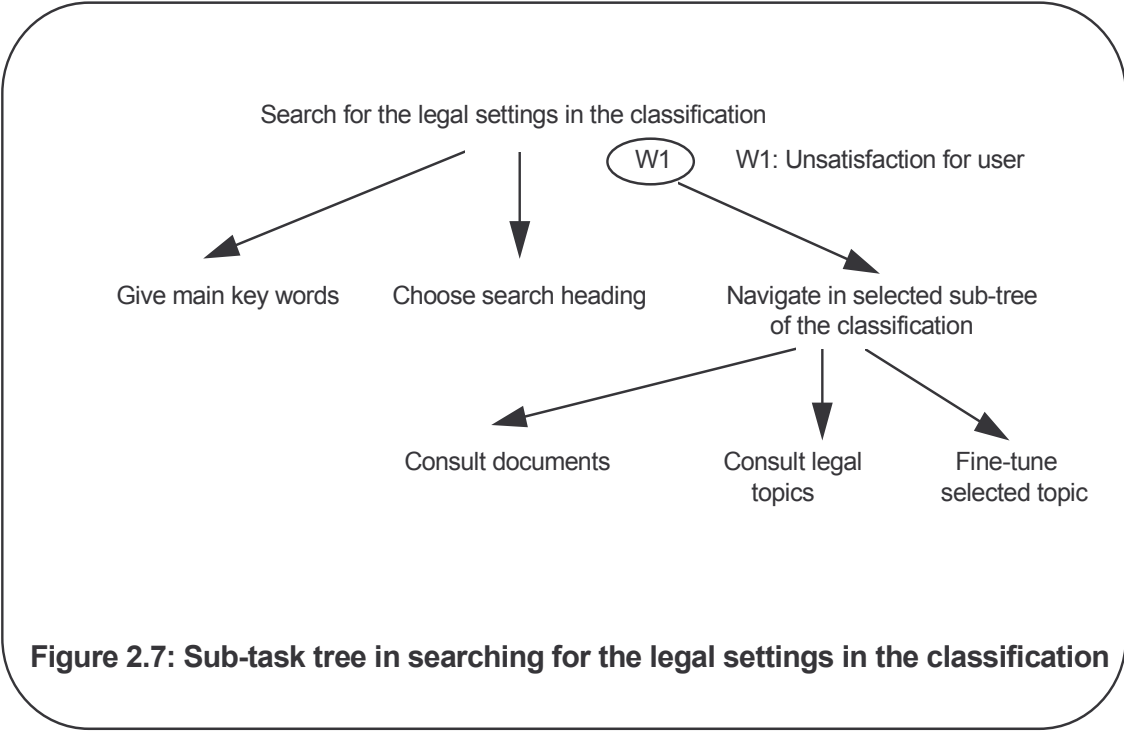 Search for the legal settings in the classification
W1
W1: Unsatisfaction for user
Give main key words
Choose search heading
Navigate in selected sub-tree
of the classification
Consult documents
Consult legal
topics
Fine-tune
selected topic
Figure 2.7: Sub-task tree in searching for the legal settings in the classification